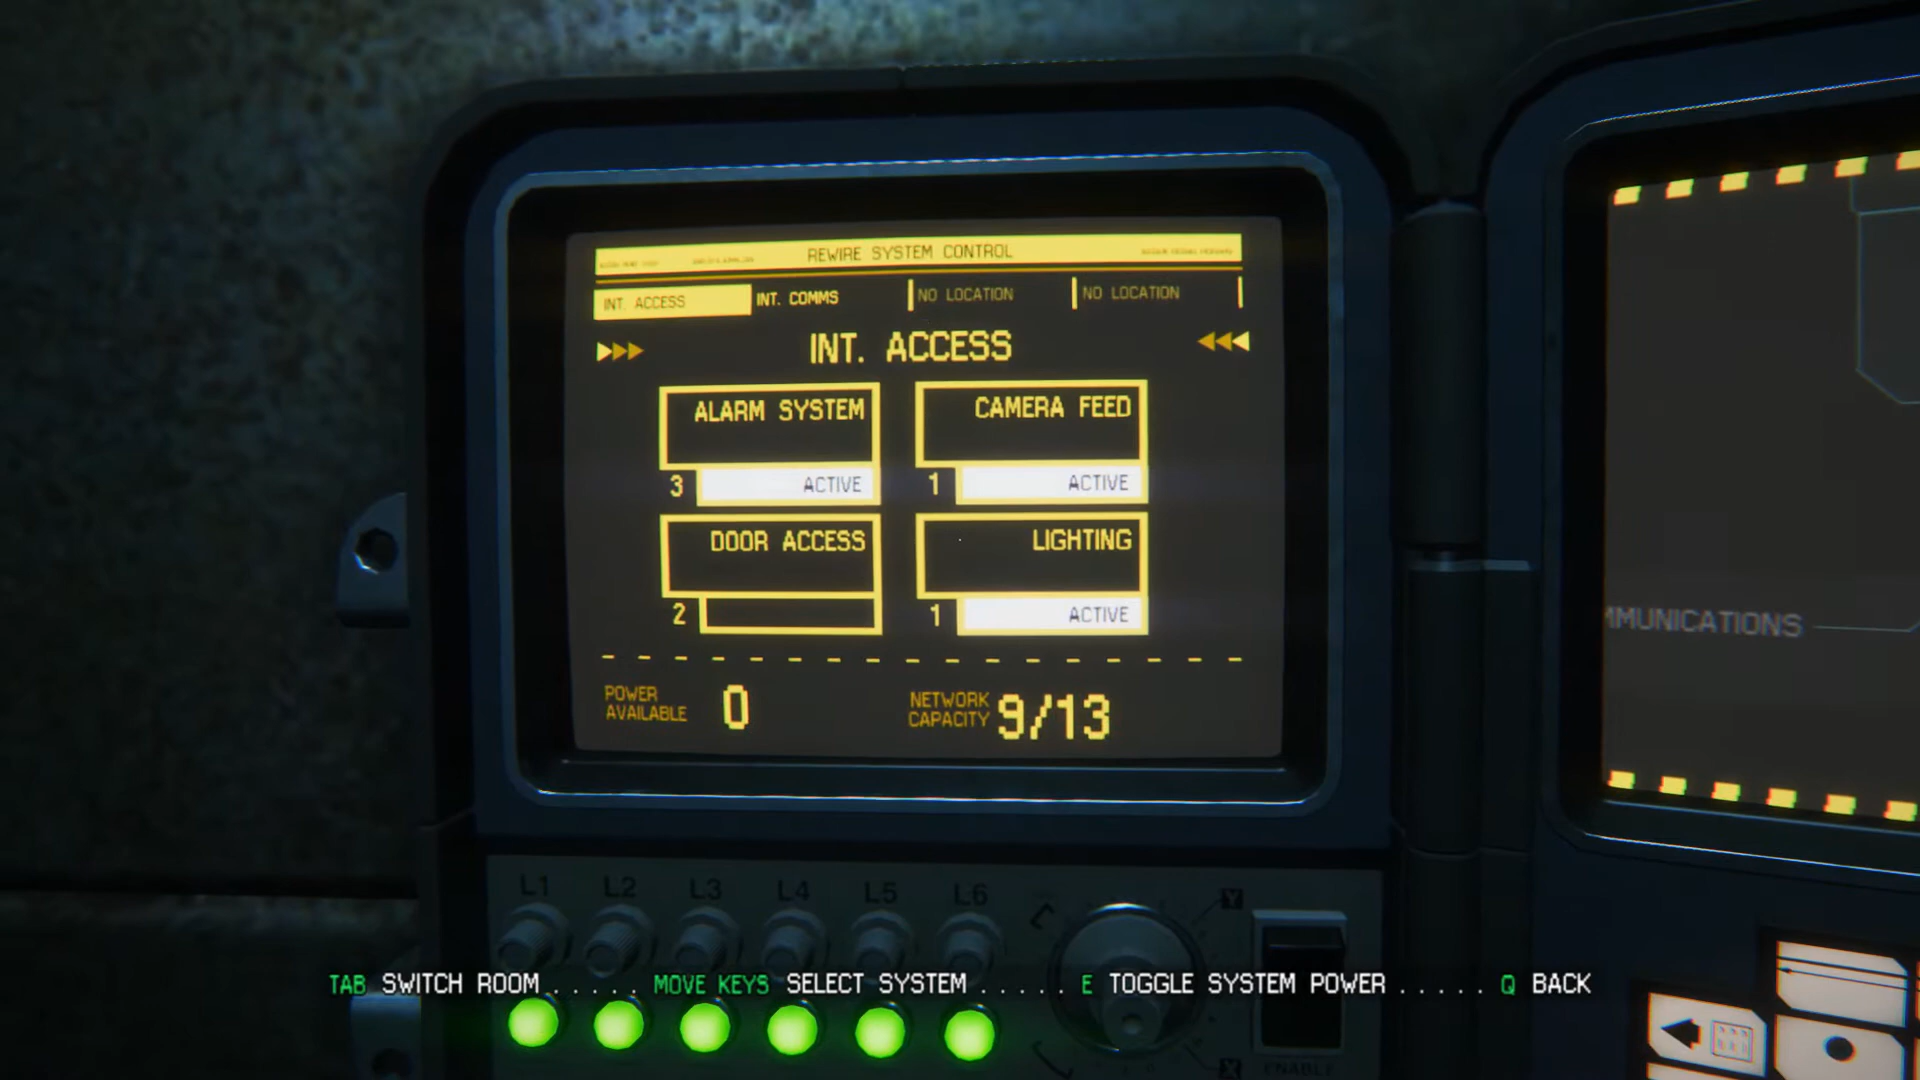 REWIRE SYSTEM CONTROL
INT. ACCESS INT. COMMS NO LOCATION NO LOCATION
INT. ACCESS
ALARM SYSTEM CAMERA FEED
3 ACTIVE 1 ACTIVE
DOOR ACCESS LIGHTING
2 1 ACTIVE
POWER AVAILABLE 0 NETWORK CAPACITY 9/13
MMUNICATIONS
L1 L2 L3 L4 L5 L6
Y
TAB SWITCH ROOM ..... MOVE KEYS SELECT SYSTEM ..... E TOGGLE SYSTEM POWER ..... Q BACK
X ENABLE